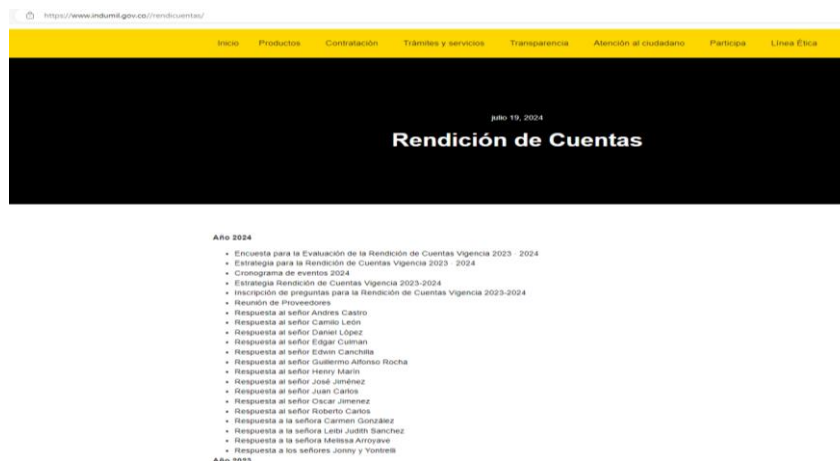 https://www.indumil.gov.co//rendicuentas/
Inicio Productos Contratación Trámites y servicios Transparencia Atención al ciudadano Participa Línea Ética
julio 19, 2024
Rendición de Cuentas
Año 2024
• Encuesta para la Evaluación de la Rendición de Cuentas Vigencia 2023 - 2024
• Estrategia para la Rendición de Cuentas Vigencia 2023 - 2024
• Cronograma de eventos 2024
• Estrategia Rendición de Cuentas Vigencia 2023-2024
• Inscripción de preguntas para la Rendición de Cuentas Vigencia 2023-2024
• Reunión de Proveedores
• Respuesta al señor Andres Castro
• Respuesta al señor Camilo León
• Respuesta al señor Daniel López
• Respuesta al señor Edgar Culman
• Respuesta al señor Edwin Canchilla
• Respuesta al señor Guillermo Alfonso Rocha
• Respuesta al señor Henry Marin
• Respuesta al señor José Jiménez
• Respuesta al señor Juan Carlos
• Respuesta al señor Oscar Jimenez
• Respuesta al señor Roberto Carlos
• Respuesta a la señora Carmen González
• Respuesta a la señora Leibi Judith Sanchez
• Respuesta a la señora Melissa Arroyave
• Respuesta a los señores Jonny y Yontrelli
Año 2023